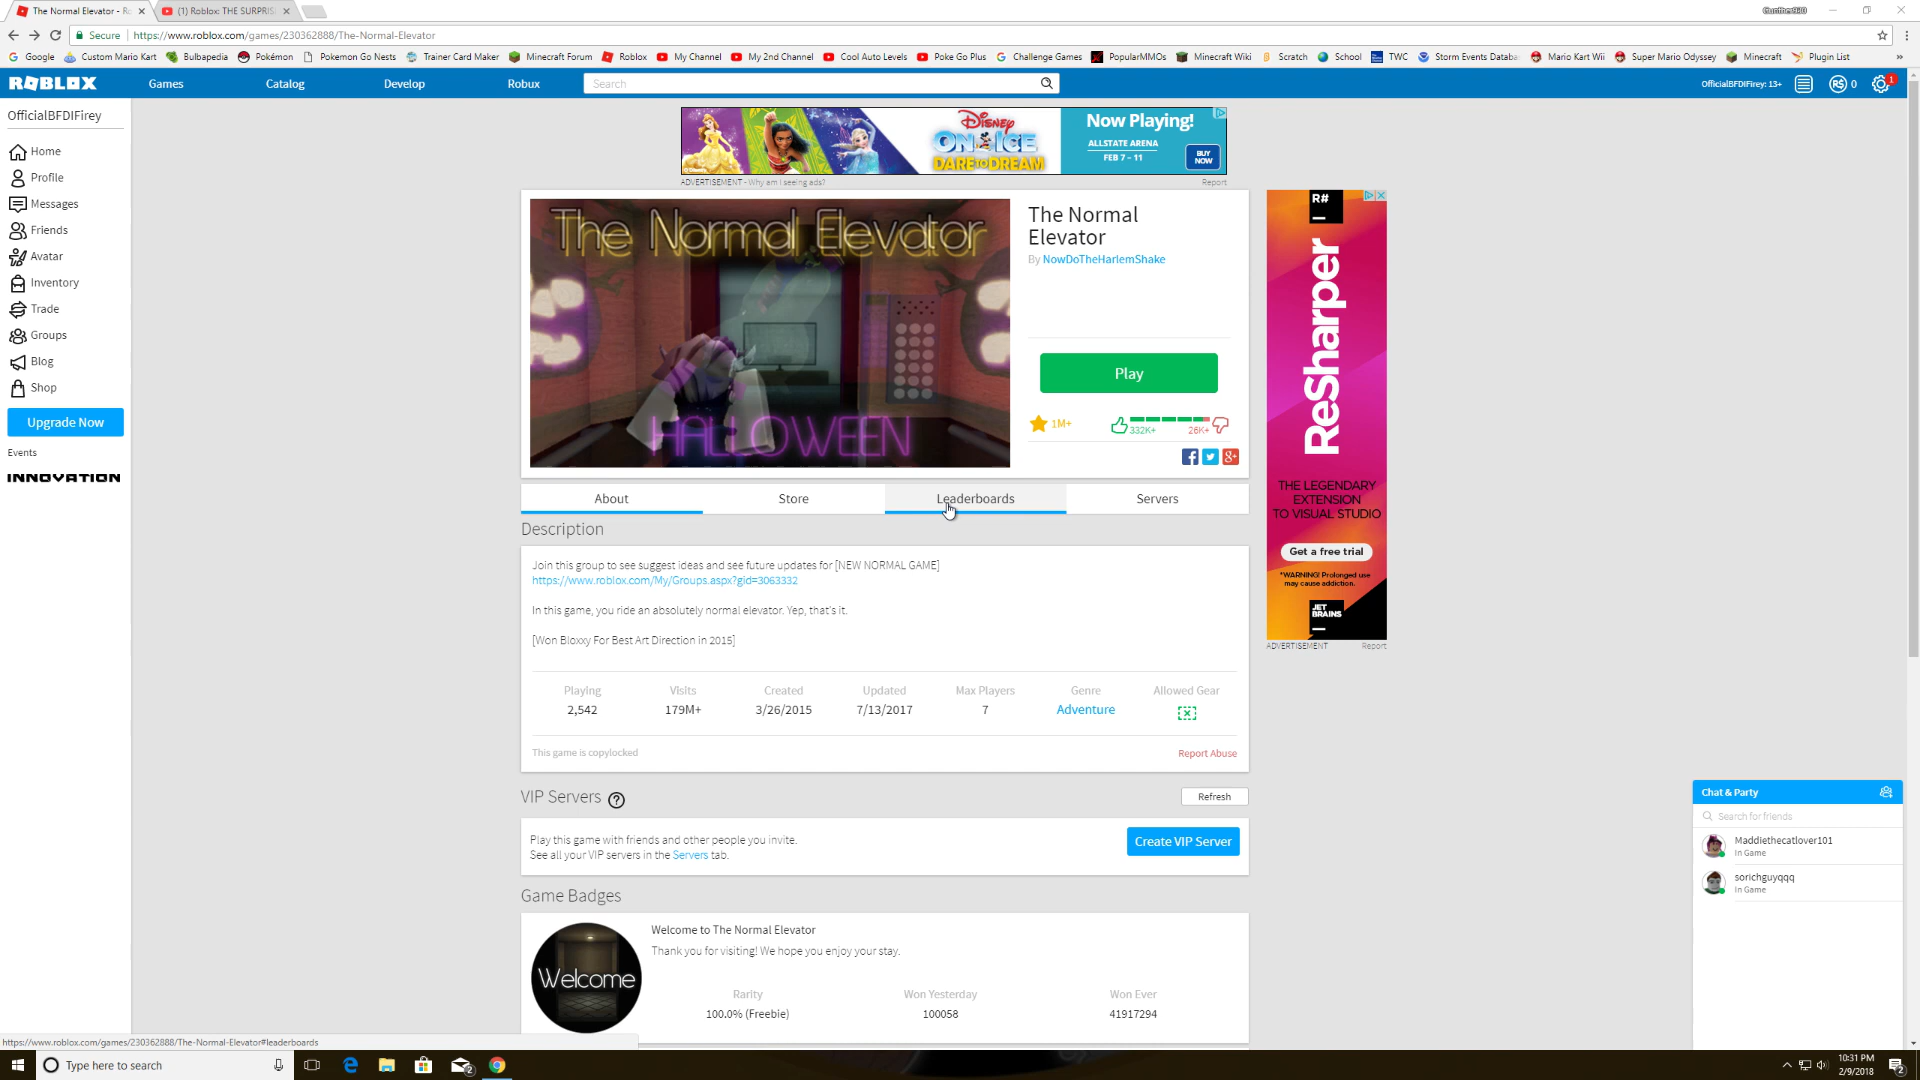 The Normal Elevator - Ro
(1) Roblox: THE SURPRIS
Secure
https://www.roblox.com/games/230362888/The-Normal-Elevator
Google
Custom Mario Kart
Bulbapedia
Pokémon
Pokemon Go Nests
Trainer Card Maker
Minecraft Forum
Roblox
My Channel
My 2nd Channel
Cool Auto Levels
Poke Go Plus
Challenge Games
PopularMMOs
Minecraft Wiki
Scratch
School
TWC
Storm Events Databa
Mario Kart Wii
Super Mario Odyssey
Minecraft
Plugin List
ROBLOX
Games
Catalog
Develop
Robux
Search
OfficialBFDIFirey: 13+
R$ 0
1
OfficialBFDIFirey
Home
Profile
Messages
Friends
Avatar
Inventory
Trade
Groups
Blog
Shop
Upgrade Now
Events
INNOVATION
Disney
ON ICE
DARE TO DREAM
Now Playing!
ALLSTATE ARENA
FEB 7 – 11
BUY NOW
ADVERTISEMENT - Why am I seeing ads?
Report
The Normal Elevator
HALLOWEEN
The Normal
Elevator
By NowDoTheHarlemShake
Play
1M+
332K+
26K+
About
Store
Leaderboards
Servers
R#
ReSharper
THE LEGENDARY
EXTENSION
TO VISUAL STUDIO
Get a free trial
*WARNING! Prolonged use
may cause addiction.
JET
BRAINS
ADVERTISEMENT
Report
Description
Join this group to see suggest ideas and see future updates for [NEW NORMAL GAME]
https://www.roblox.com/My/Groups.aspx?gid=3063332
In this game, you ride an absolutely normal elevator. Yep, that's it.
[Won Bloxxy For Best Art Direction in 2015]
Playing
Visits
Created
Updated
Max Players
Genre
Allowed Gear
2,542
179M+
3/26/2015
7/13/2017
7
Adventure
This game is copylocked
Report Abuse
VIP Servers
Refresh
Play this game with friends and other people you invite.
See all your VIP servers in the Servers tab.
Create VIP Server
Game Badges
Welcome
Welcome to The Normal Elevator
Thank you for visiting! We hope you enjoy your stay.
Rarity
Won Yesterday
Won Ever
100.0% (Freebie)
100058
41917294
Chat & Party
Search for friends
Maddiethecatlover101
In Game
sorichguyqqq
In Game
https://www.roblox.com/games/230362888/The-Normal-Elevator#leaderboards
Type here to search
2
10:31 PM
2/9/2018
2